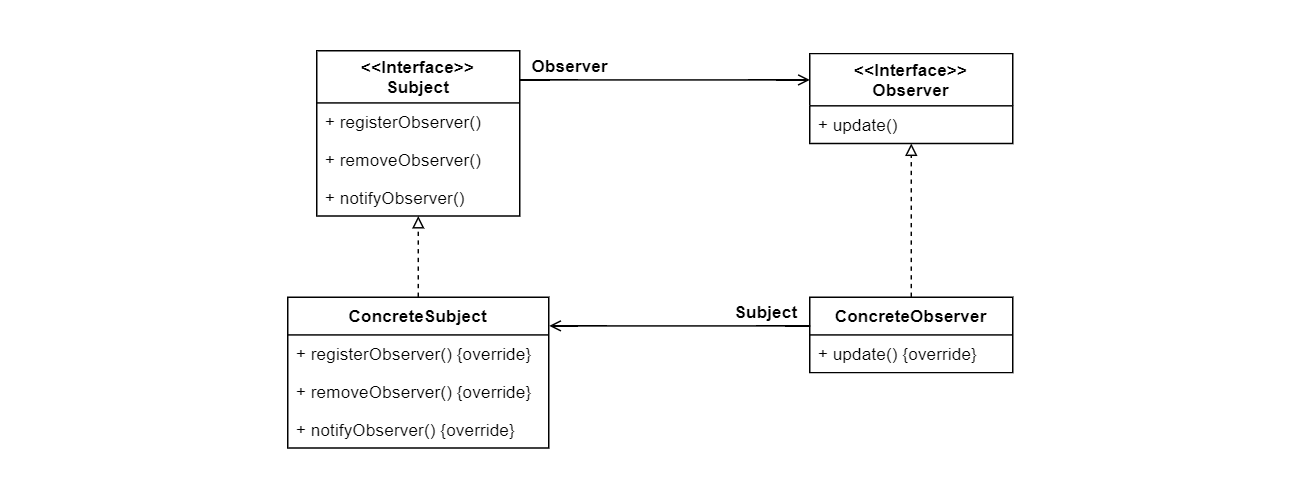 <<Interface>>
Subject
+ registerObserver()
+ removeObserver()
+ notifyObserver()
Observer
<<Interface>>
Observer
+ update()
ConcreteSubject
+ registerObserver() {override}
+ removeObserver() {override}
+ notifyObserver() {override}
Subject
ConcreteObserver
+ update() {override}